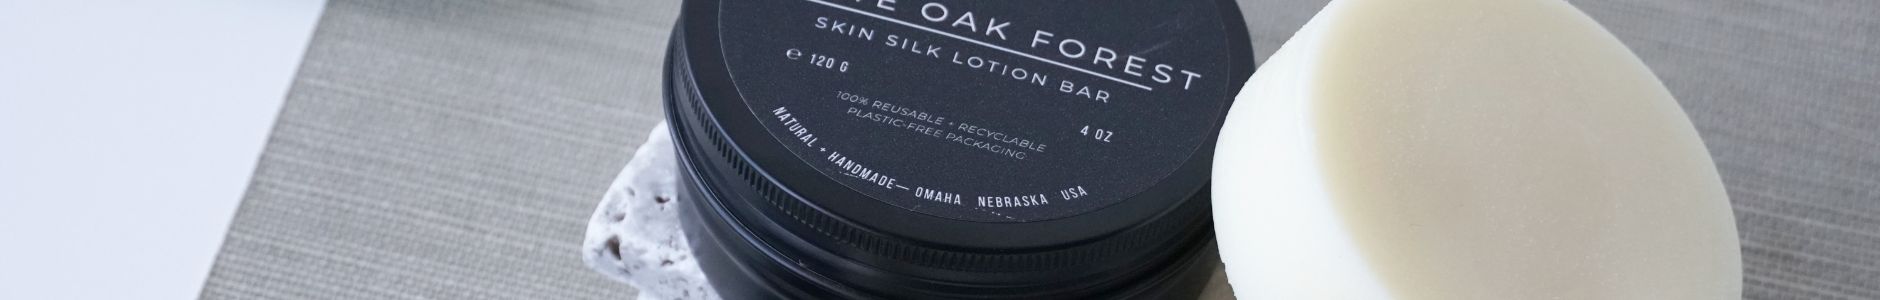 OAK FOREST
SKIN SILK LOTION BAR
℮ 120 G
4 OZ
100% REUSABLE + RECYCLABLE
PLASTIC-FREE PACKAGING
NATURAL + HANDMADE— OMAHA NEBRASKA USA